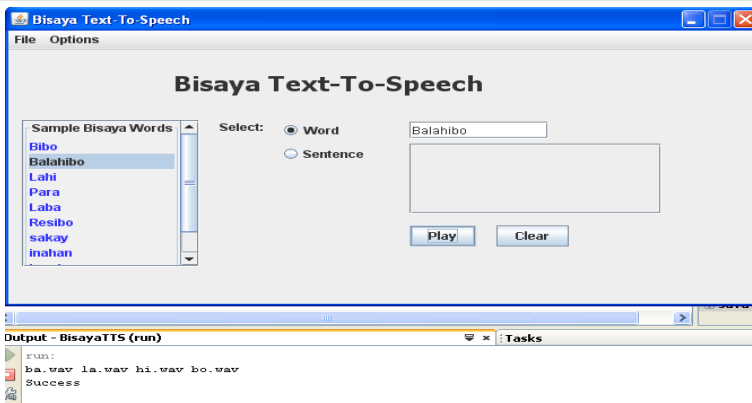 Bisaya Text-To-Speech
File Options
Bisaya Text-To-Speech
Sample Bisaya Words
Bibo
Balahibo
Lahi
Para
Laba
Resibo
sakay
inahan
Select:
Word
Sentence
Balahibo
Play Clear
Output - BisayaTTS (run)
Tasks
run:
ba.wav la.wav hi.wav bo.wav
Success